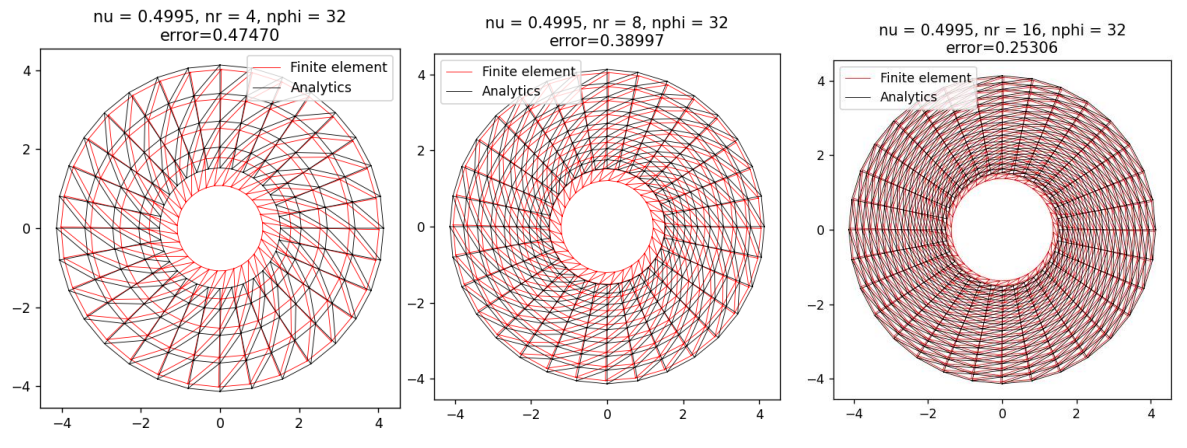 nu = 0.4995, nr = 4, nphi = 32
error=0.47470
Finite element
Analytics
4
2
0
−2
−4
−4
−2
0
2
4
nu = 0.4995, nr = 8, nphi = 32
error=0.38997
Finite element
Analytics
4
2
0
−2
−4
−4
−2
0
2
4
nu = 0.4995, nr = 16, nphi = 32
error=0.25306
Finite element
Analytics
4
2
0
−2
−4
−4
−2
0
2
4